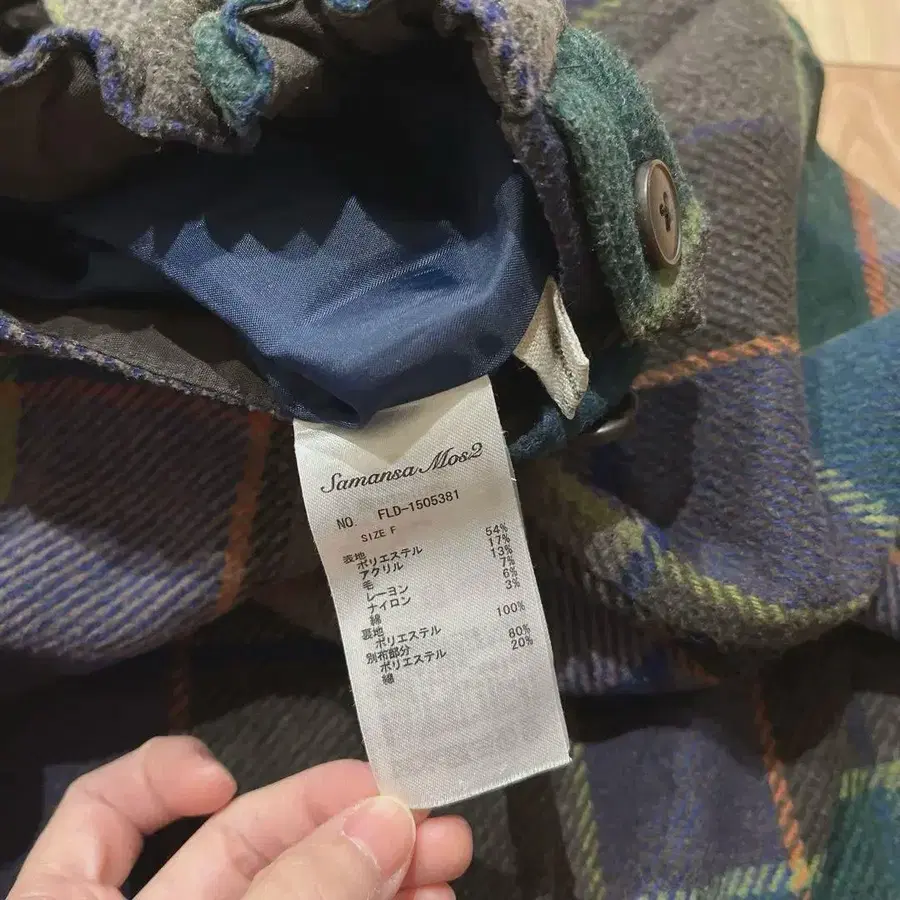 Samansa Mos2
NO. FLD-1505381
SIZE F
表地
ポリエステル 54%
アクリル 17%
毛 13%
レーヨン 7%
ナイロン 6%
綿 3%
裏地
ポリエステル 100%
別布部分
ポリエステル 80%
綿 20%